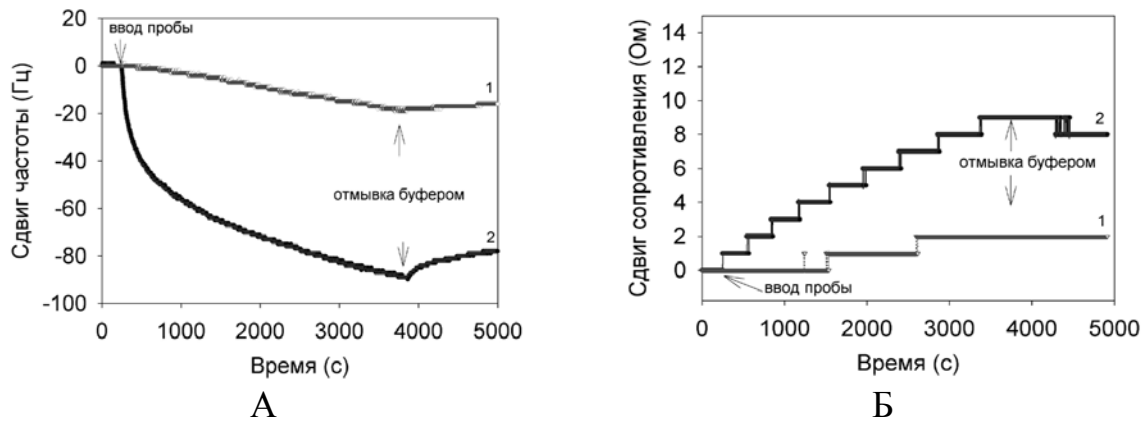 Сдвиг частоты (Гц)
20
0
-20
-40
-60
-80
-100
ввод пробы
1
отмывка буфером
2
0 1000 2000 3000 4000 5000
Время (с)
А
Сдвиг сопротивления (Ом)
14
12
10
8
6
4
2
0
2
отмывка буфером
1
ввод пробы
0 1000 2000 3000 4000 5000
Время (с)
Б